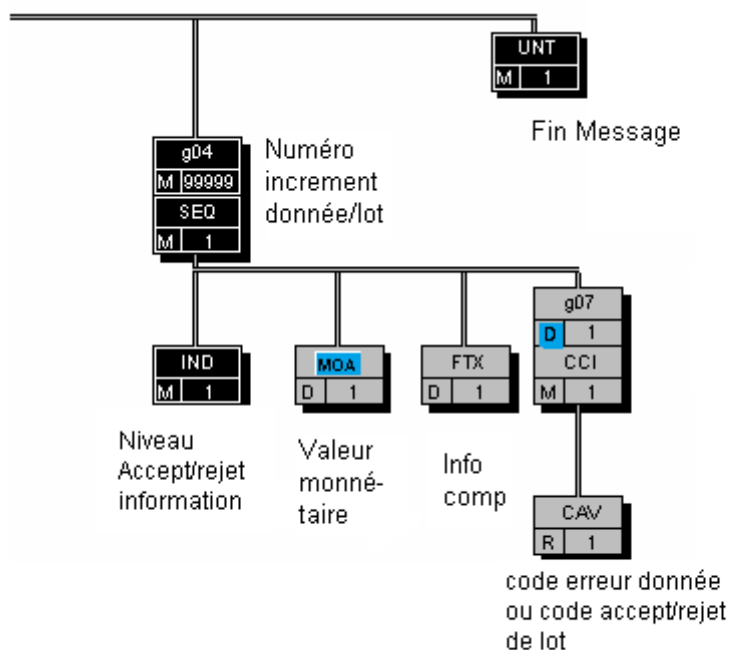 UNT
M 1
Fin Message
g04
M 99999
SEQ
M 1
Numéro
increment
donnée/lot
g07
D 1
CCI
M 1
IND
M 1
MOA
D 1
FTX
D 1
Niveau
Accept/rejet
information
Valeur
monné-
taire
Info
comp
CAV
R 1
code erreur donnée
ou code accept/rejet
de lot